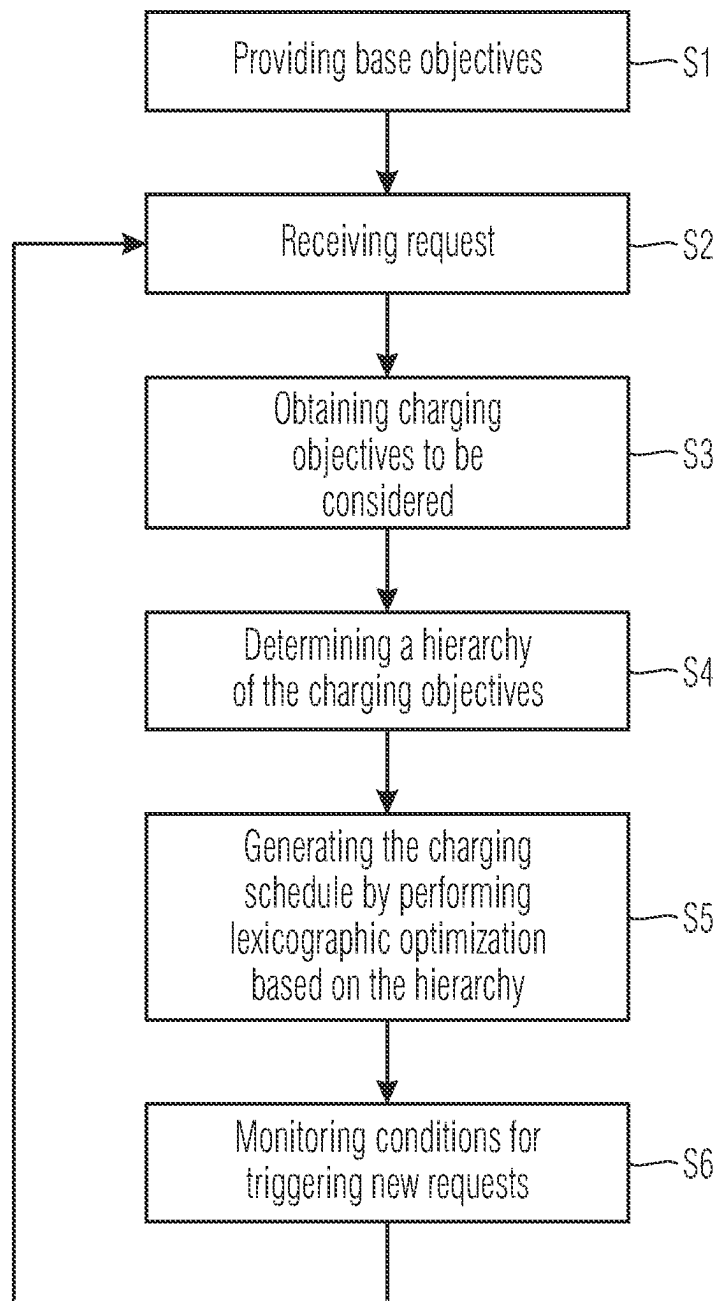 Providing base objectives
S1
Receiving request
S2
Obtaining charging
objectives to be
considered
S3
Determining a hierarchy
of the charging objectives
S4
Generating the charging
schedule by performing
lexicographic optimization
based on the hierarchy
S5
Monitoring conditions for
triggering new requests
S6